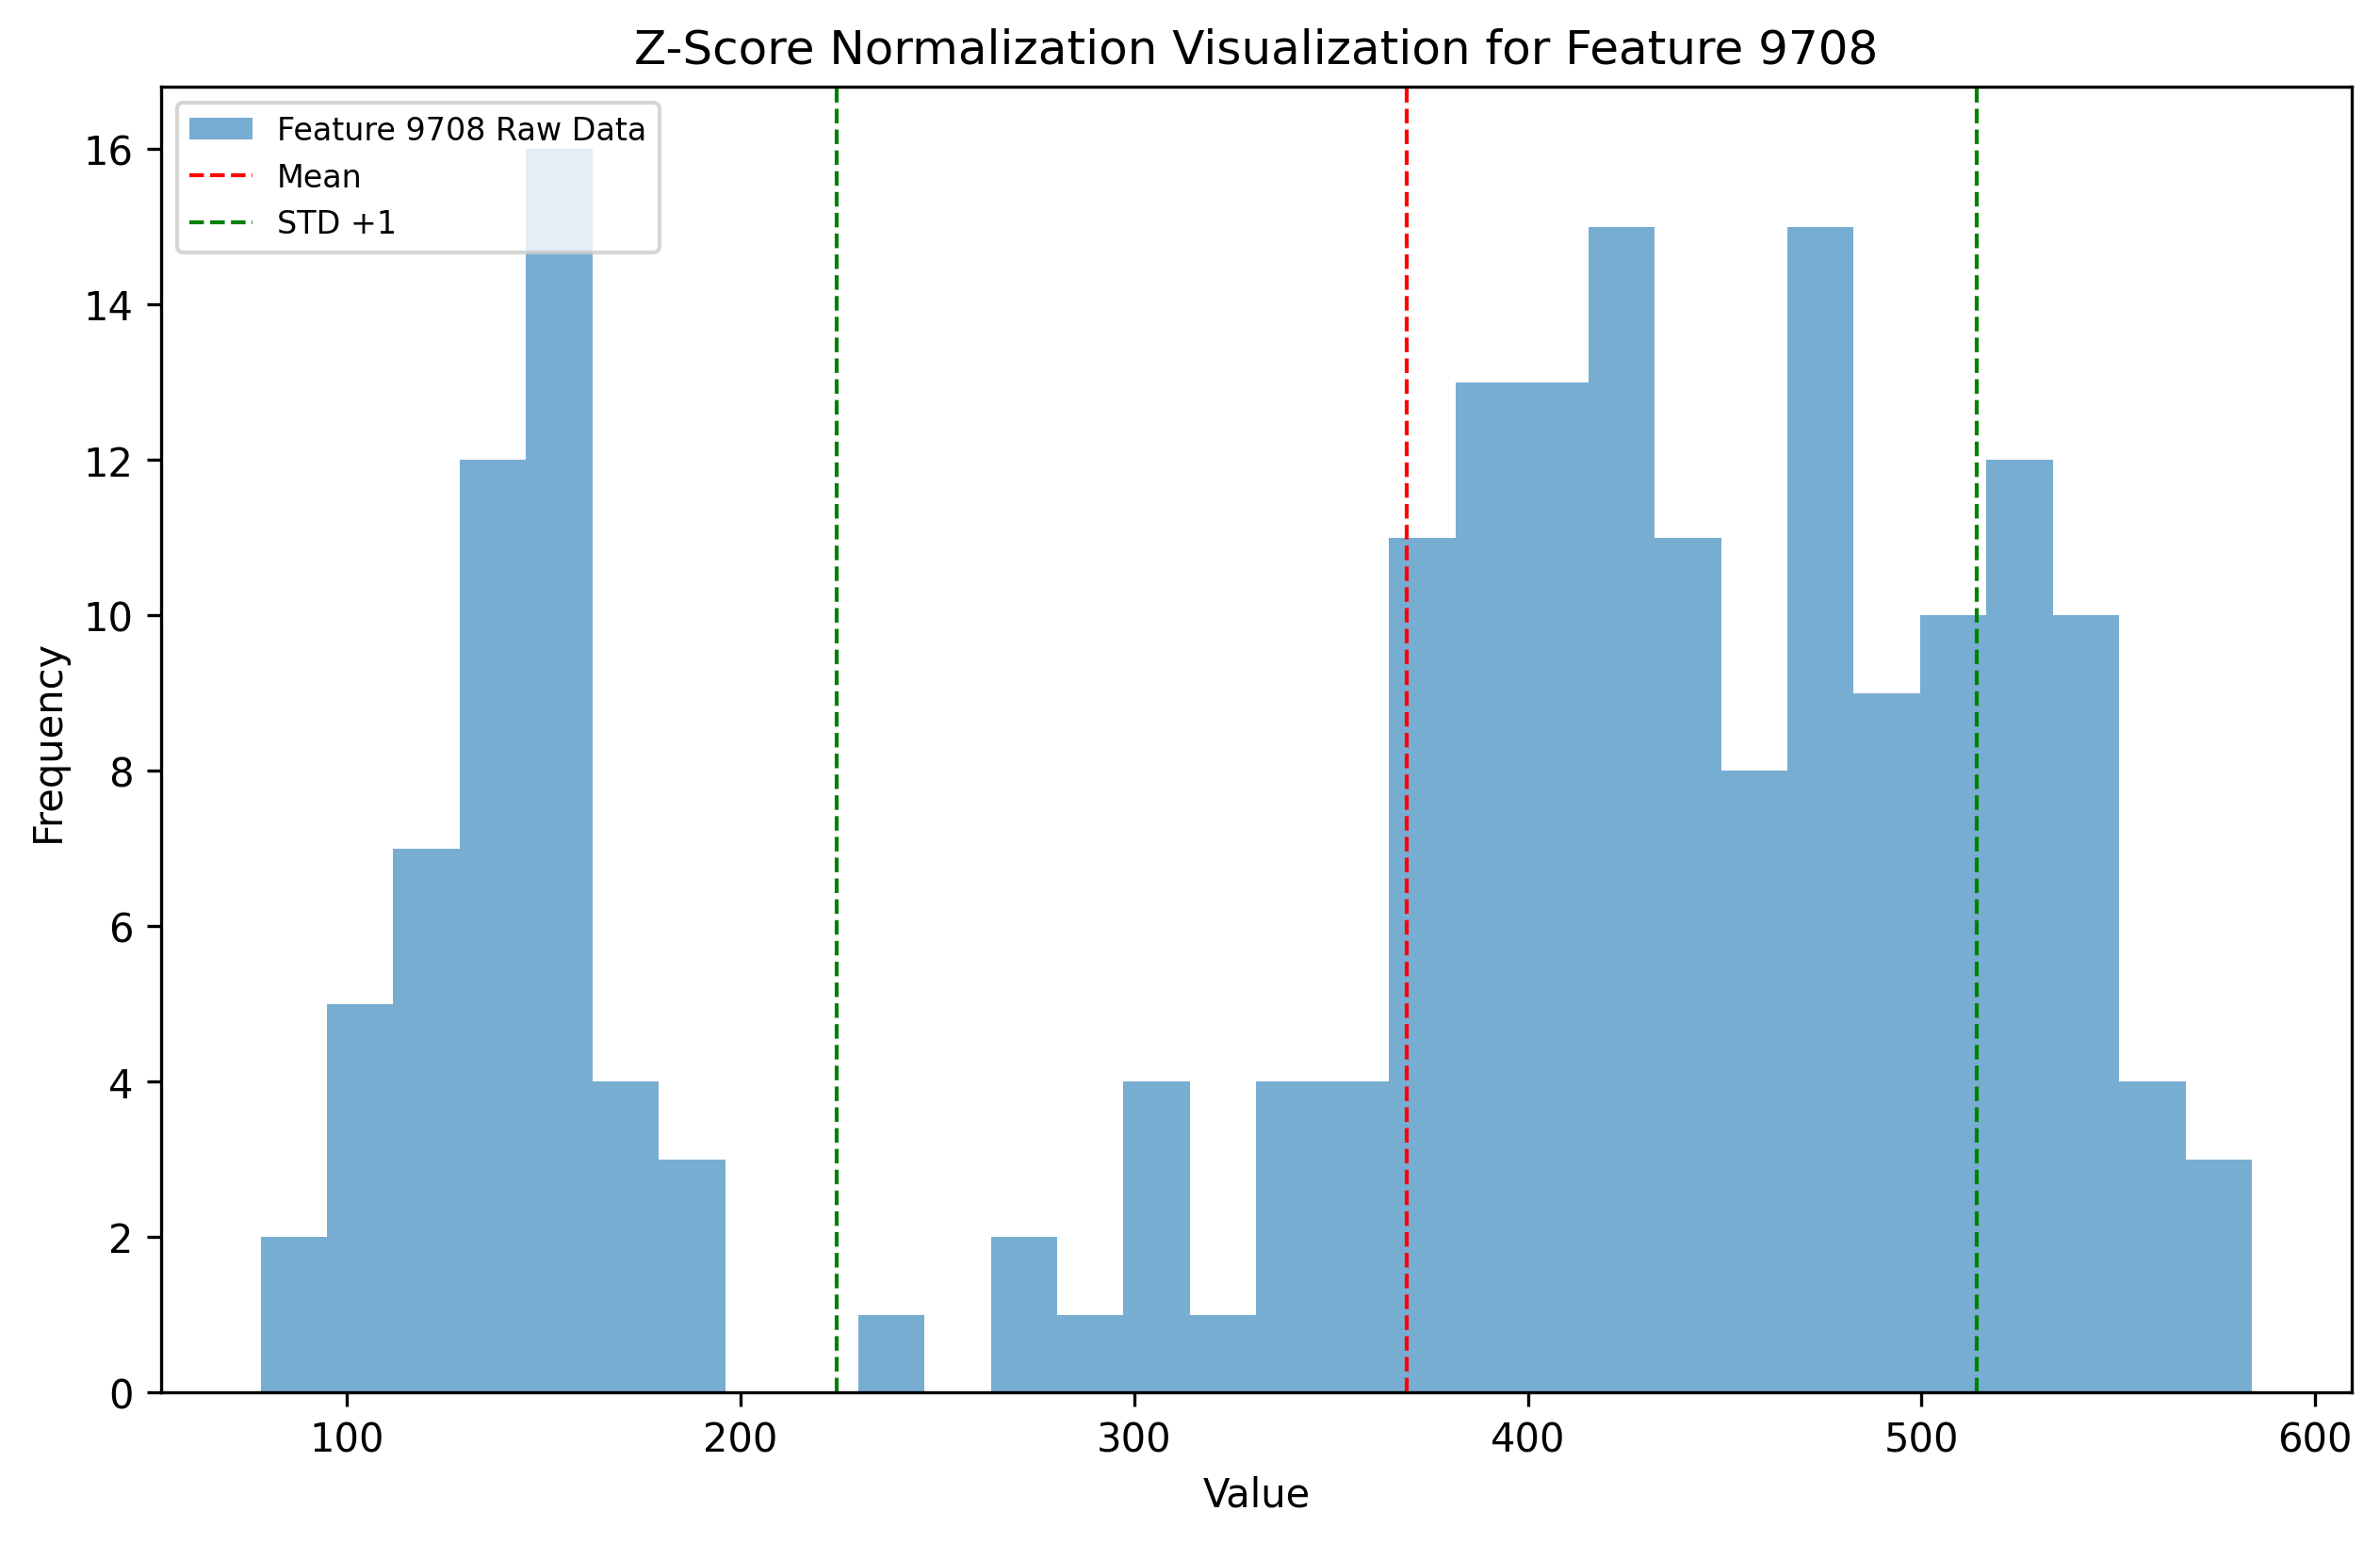 Z-Score Normalization Visualization for Feature 9708
Feature 9708 Raw Data
Mean
STD +1
16
14
12
10
8
6
4
2
0
Frequency
100 200 300 400 500 600
Value